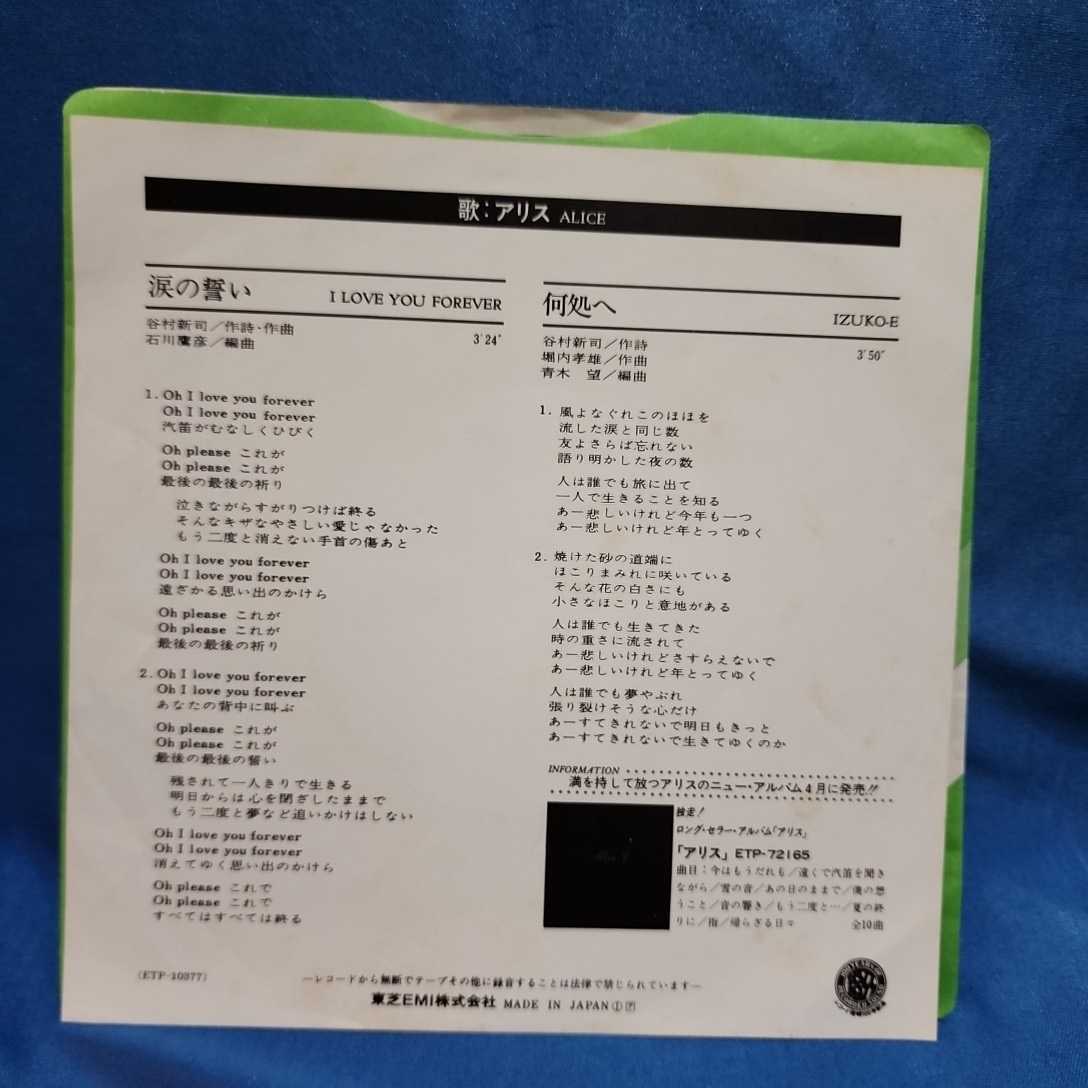 歌：アリス ALICE
涙の誓い I LOVE YOU FOREVER
谷村新司／作詩・作曲
石川鷹彦／編曲 3'24"
1. Oh I love you forever
Oh I love you forever
汽笛がむなしくひびく
Oh please これが
Oh please これが
最後の最後の祈り
泣きながらすがりつけば終る
そんなキザなやさしい愛じゃなかった
もう二度と消えない手首の傷あと
Oh I love you forever
Oh I love you forever
遠ざかる思い出のかけら
Oh please これが
Oh please これが
最後の最後の祈り
2. Oh I love you forever
Oh I love you forever
あなたの背中に叫ぶ
Oh please これが
Oh please これが
最後の最後の誓い
残されて一人きりで生きる
明日からは心を閉ざしたままで
もう二度と夢など追いかけはしない
Oh I love you forever
Oh I love you forever
消えてゆく思い出のかけら
Oh please これで
Oh please これで
すべてはすべては終る
何処へ IZUKO-E
谷村新司／作詩 3'50"
堀内孝雄／作曲
青木 望／編曲
1. 風よなぐれこのほほを
流した涙と同じ数
友よさらば忘れない
語り明かした夜の数
人は誰でも旅に出て
一人で生きることを知る
あー悲しいけれど今年も一つ
あー悲しいけれど年とってゆく
2. 焼けた砂の道端に
ほこりまみれに咲いている
そんな花の白さにも
小さなほこりと意地がある
人は誰でも生きてきた
時の重さに流されて
あー悲しいけれどさすらえないで
あー悲しいけれど年とってゆく
人は誰でも夢やぶれ
張り裂けそうな心だけ
あーすてきれないで明日もきっと
あーすてきれないで生きてゆくのか
INFORMATION
満を持して放つアリスのニュー・アルバム4月に発売!!
独走！
ロング・セラー・アルバム「アリス」
「アリス」ETP-72165
曲目：今はもうだれも／遠くで汽笛を聞き
ながら／雪の音／あの日のままで／僕の想
うこと／音の響き／もう二度と…／夏の終
りに／指／帰らざる日々 全10曲
(ETP-10377)
―レコードから無断でテープその他に録音することは法律で禁じられています―
東芝EMI株式会社 MADE IN JAPAN